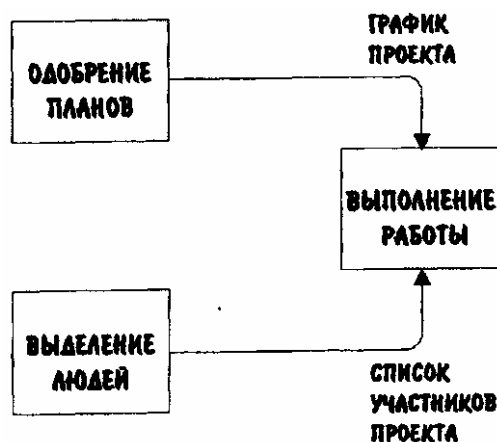 ГРАФИК
ПРОЕКТА
ОДОБРЕНИЕ
ПЛАНОВ
ВЫПОЛНЕНИЕ
РАБОТЫ
ВЫДЕЛЕНИЕ
ЛЮДЕЙ
СПИСОК
УЧАСТНИКОВ
ПРОЕКТА